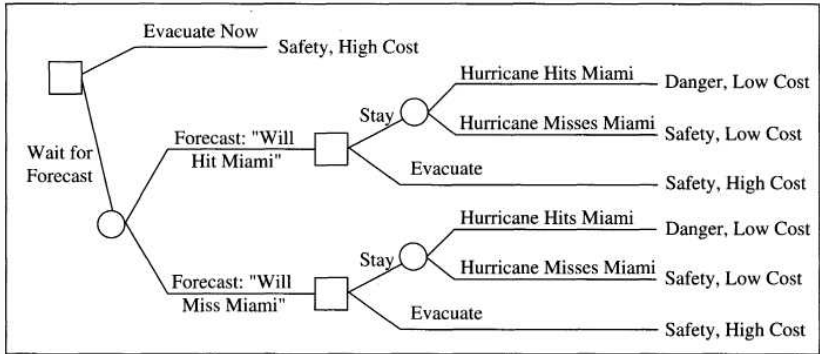 Evacuate Now
Safety, High Cost
Wait for
Forecast
Forecast: "Will
Hit Miami"
Stay
Hurricane Hits Miami
Danger, Low Cost
Hurricane Misses Miami
Safety, Low Cost
Evacuate
Safety, High Cost
Forecast: "Will
Miss Miami"
Stay
Hurricane Hits Miami
Danger, Low Cost
Hurricane Misses Miami
Safety, Low Cost
Evacuate
Safety, High Cost